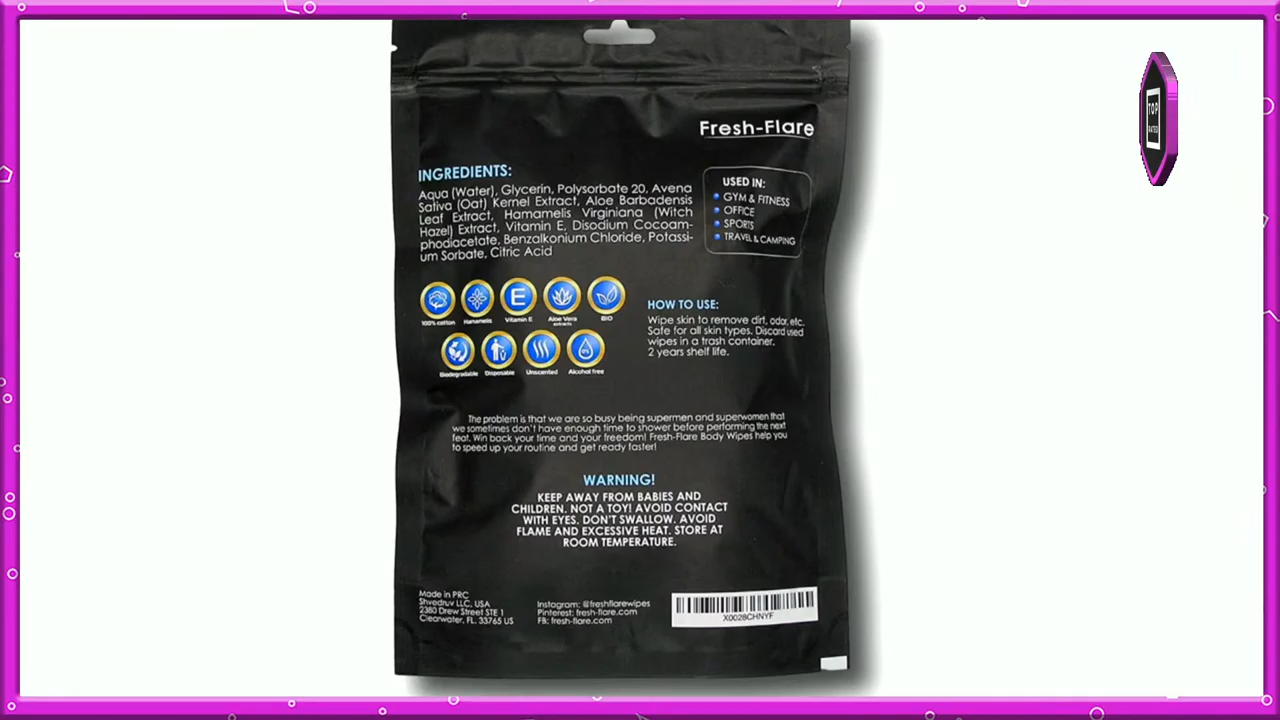 Fresh-Flare
TOP
RATED
INGREDIENTS:
Aqua (Water), Glycerin, Polysorbate 20, Avena
Sativa (Oat) Kernel Extract, Aloe Barbadensis
Leaf Extract, Hamamelis Virginiana (Witch
Hazel) Extract, Vitamin E, Disodium Cocoam-
phodiacetate, Benzalkonium Chloride, Potassi-
um Sorbate, Citric Acid
USED IN:
GYM & FITNESS
OFFICE
SPORTS
TRAVEL & CAMPING
E
100% cotton
Hamamelis
Vitamin E
Aloe Vera
extracts
BIO
0%
Biodegradable
Disposable
Unscented
Alcohol free
HOW TO USE:
Wipe skin to remove dirt, odor, etc.
Safe for all skin types. Discard used
wipes in a trash container.
2 years shelf life.
The problem is that we are so busy being supermen and superwomen that
we sometimes don't have enough time to shower before performing the next
feat. Win back your time and your freedom! Fresh-Flare Body Wipes help you
to speed up your routine and get ready faster!
WARNING!
KEEP AWAY FROM BABIES AND
CHILDREN. NOT A TOY! AVOID CONTACT
WITH EYES. DON'T SWALLOW. AVOID
FLAME AND EXCESSIVE HEAT. STORE AT
ROOM TEMPERATURE.
Made in PRC
Shvedruv LLC, USA
2380 Drew Street STE 1
Clearwater, FL. 33765 US
Instagram: @freshflarewipes
Pinterest: fresh-flare.com
FB: fresh-flare.com
X0028CHNYF